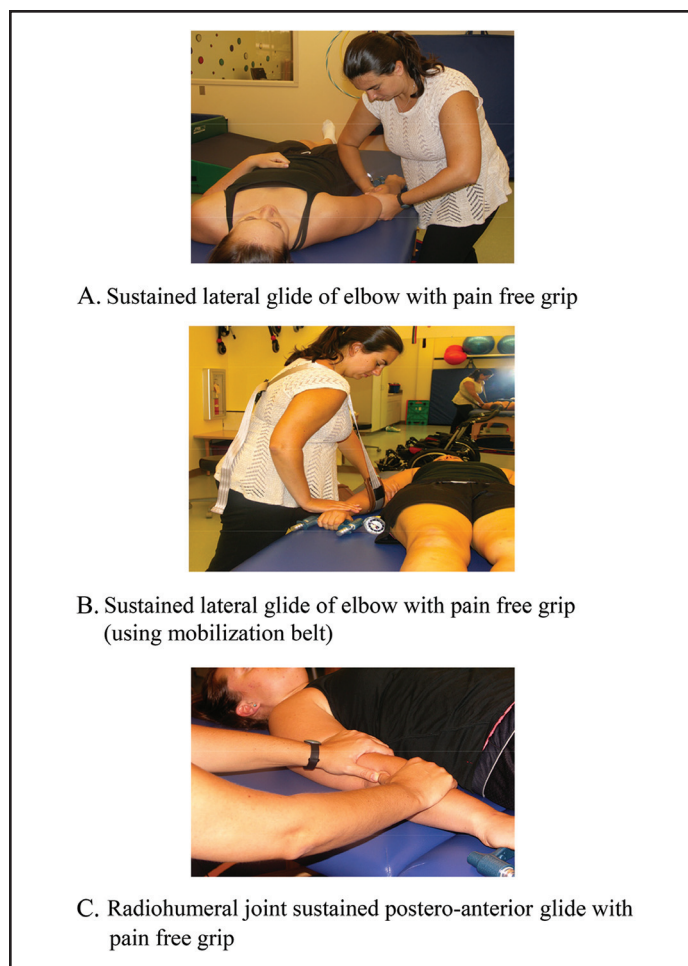 A. Sustained lateral glide of elbow with pain free grip
B. Sustained lateral glide of elbow with pain free grip
(using mobilization belt)
C. Radiohumeral joint sustained postero-anterior glide with
pain free grip